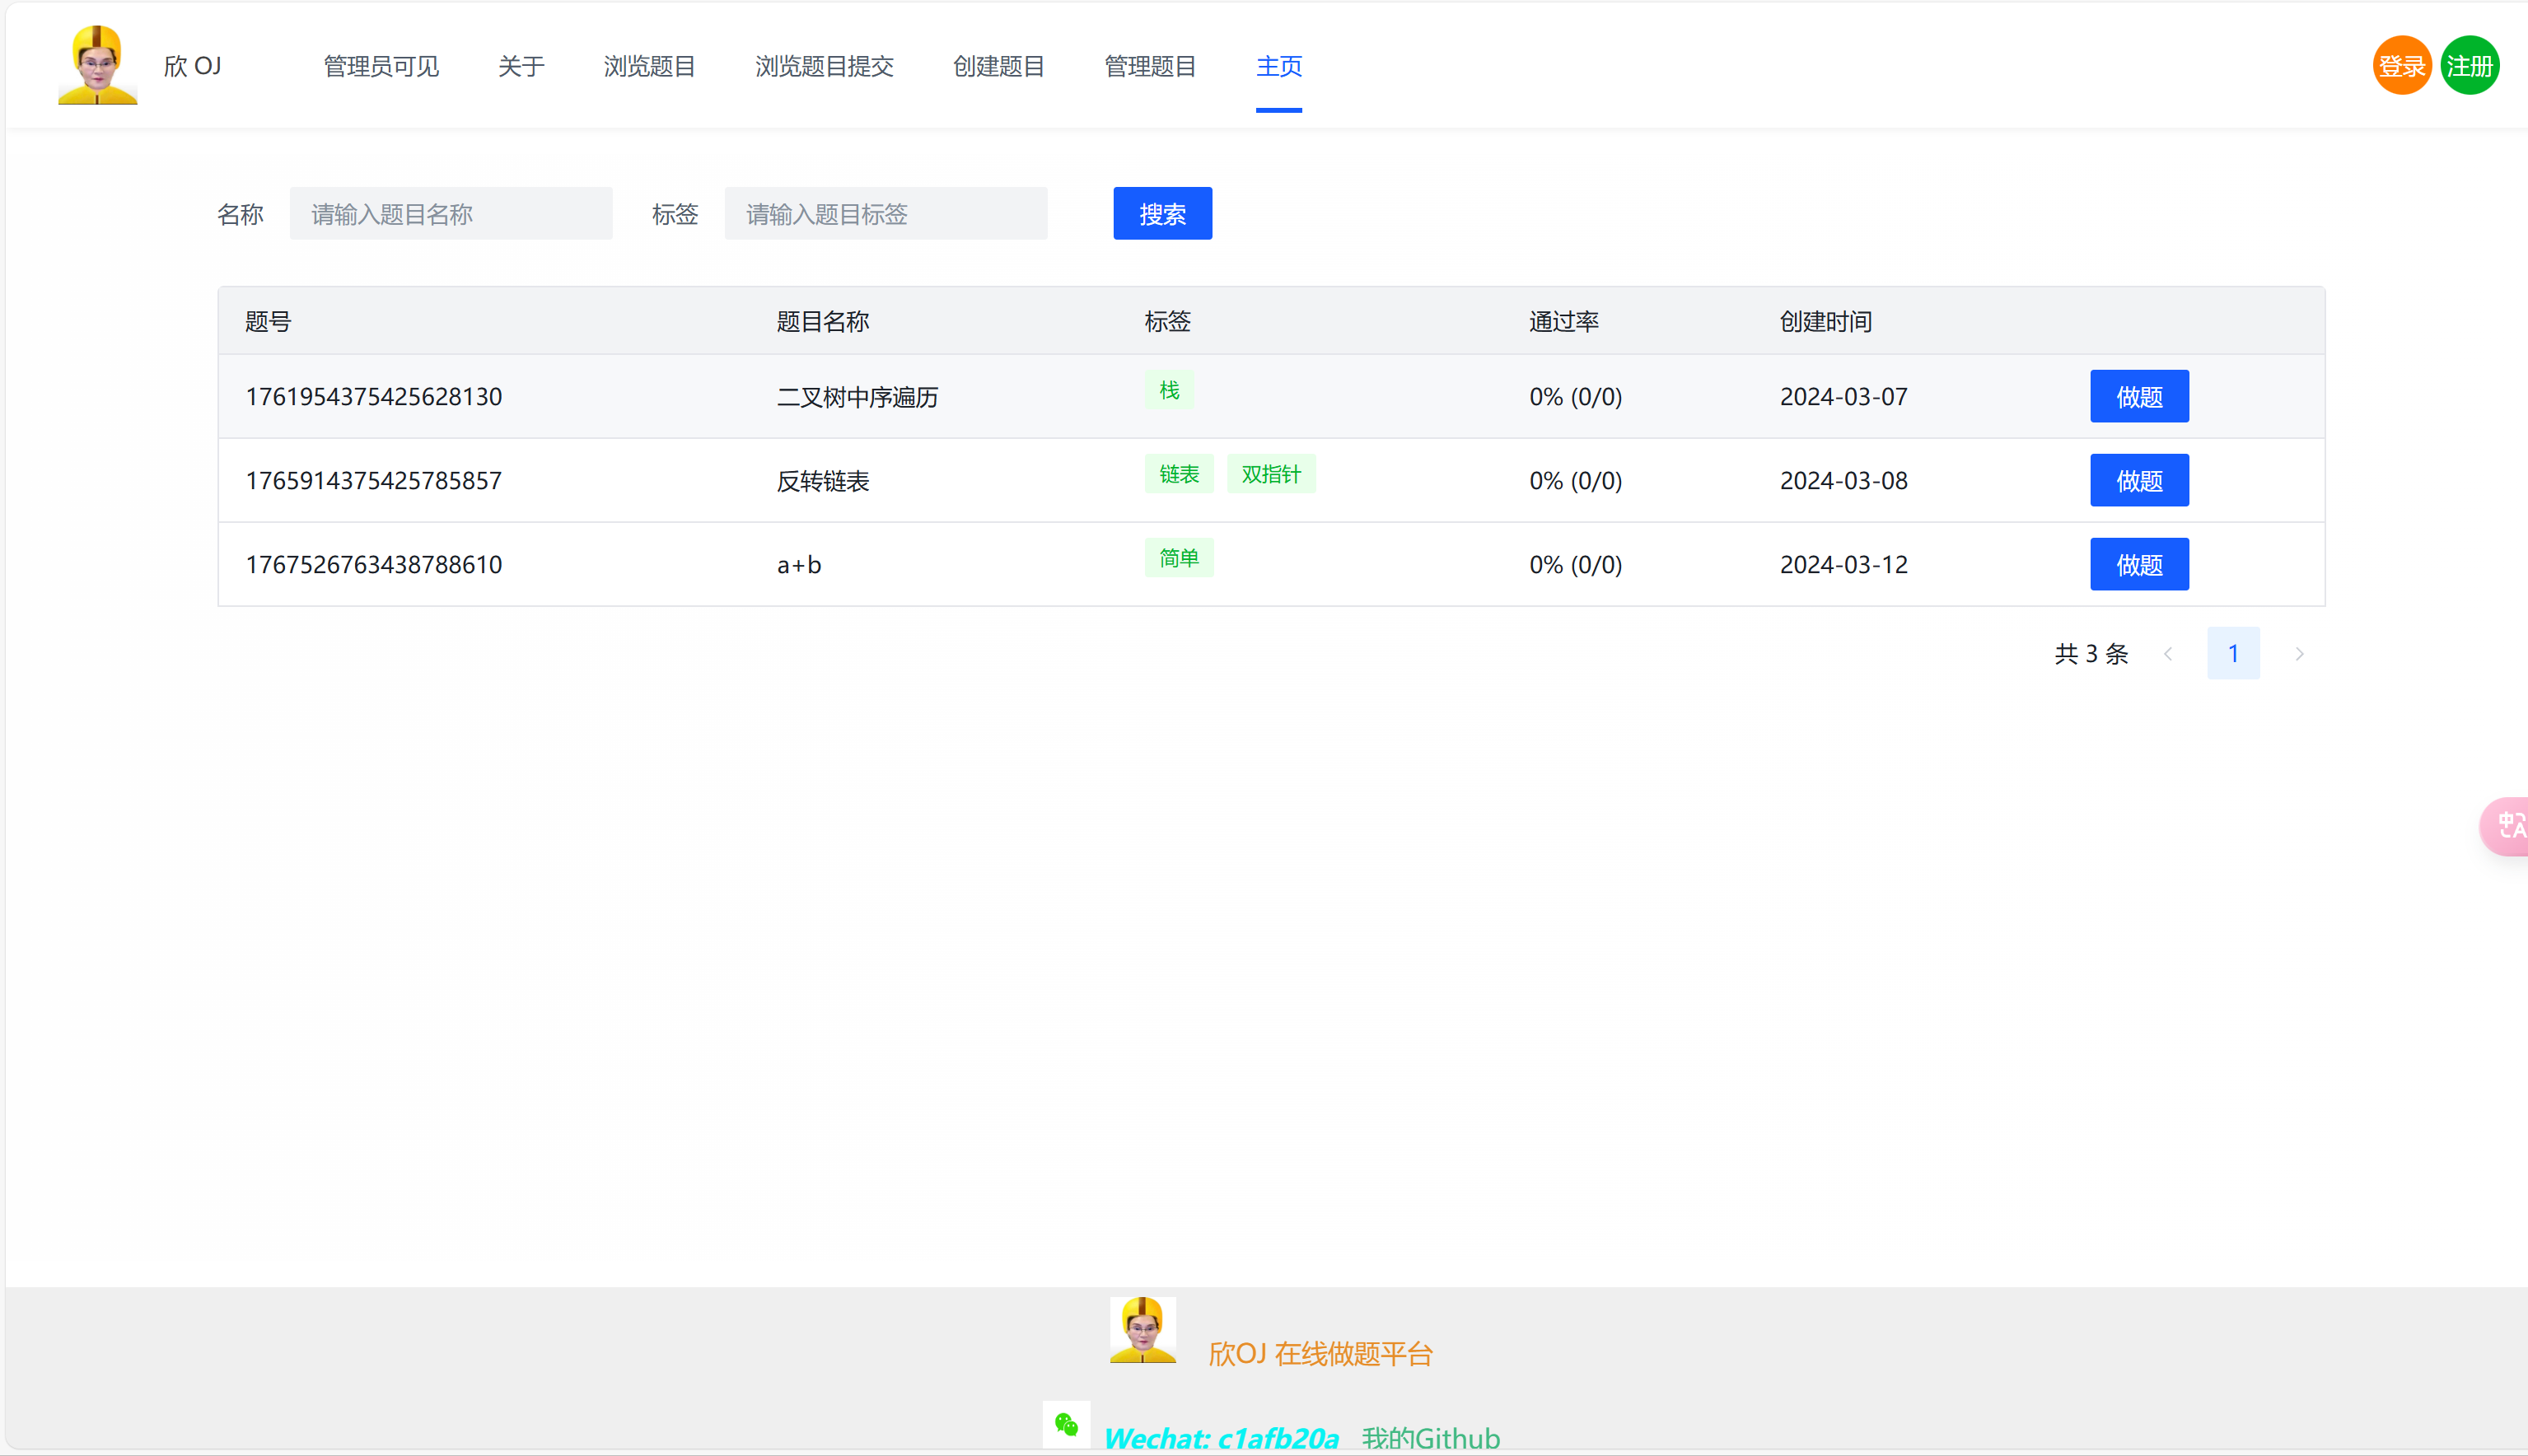 欣 OJ 管理员可见 关于 浏览题目 浏览题目提交 创建题目 管理题目 主页 登录 注册
名称 请输入题目名称 标签 请输入题目标签 搜索
题号 题目名称 标签 通过率 创建时间
1761954375425628130 二叉树中序遍历 栈 0% (0/0) 2024-03-07 做题
1765914375425785857 反转链表 链表 双指针 0% (0/0) 2024-03-08 做题
1767526763438788610 a+b 简单 0% (0/0) 2024-03-12 做题
共 3 条 1
中A
欣OJ 在线做题平台
Wechat: c1afb20a 我的Github